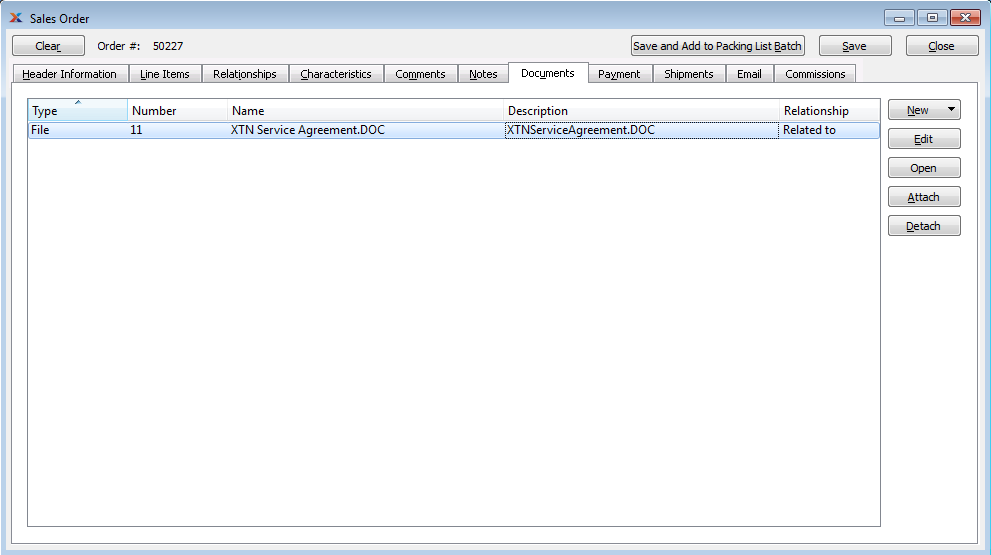 Sales Order
Clear Order #: 50227 Save and Add to Packing List Batch Save Close
Header Information Line Items Relationships Characteristics Comments Notes Documents Payment Shipments Email Commissions
Type Number Name Description Relationship
File 11 XTN Service Agreement.DOC XTNServiceAgreement.DOC Related to
New
Edit
Open
Attach
Detach